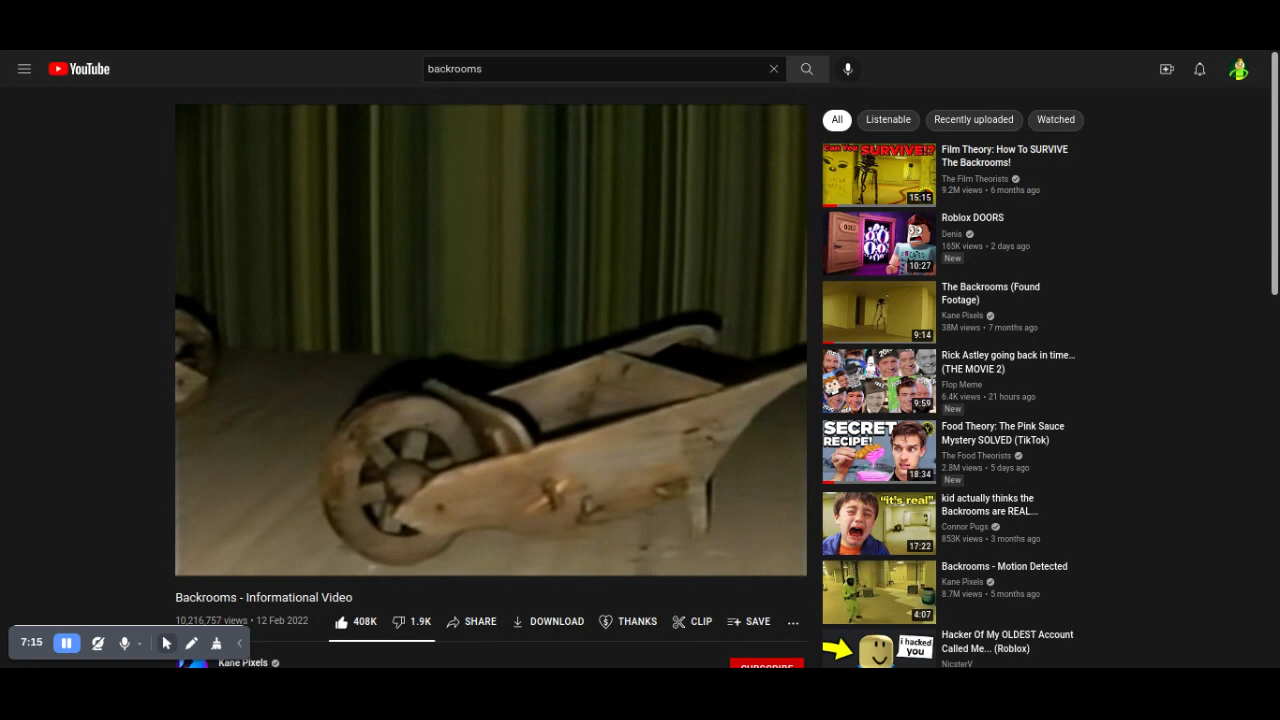 YouTube
backrooms
All
Listenable
Recently uploaded
Watched
Can You SURVIVE!?
15:15
Film Theory: How To SURVIVE
The Backrooms!
The Film Theorists
9.2M views • 6 months ago
10:27
Roblox DOORS
Denis
165K views • 2 days ago
New
9:14
The Backrooms (Found
Footage)
Kane Pixels
38M views • 7 months ago
9:59
Rick Astley going back in time...
(THE MOVIE 2)
Flop Meme
6.4K views • 21 hours ago
New
SECRET
RECIPE!
18:34
Food Theory: The Pink Sauce
Mystery SOLVED (TikTok)
The Food Theorists
2.8M views • 5 days ago
New
"it's real"
17:22
kid actually thinks the
Backrooms are REAL...
Connor Pugs
853K views • 3 months ago
4:07
Backrooms - Motion Detected
Kane Pixels
8.7M views • 5 months ago
i hacked
you
Hacker Of My OLDEST Account
Called Me... (Roblox)
NicsterV
Backrooms - Informational Video
10,216,757 views • 12 Feb 2022
408K
1.9K
SHARE
DOWNLOAD
THANKS
CLIP
SAVE
7:15
Kane Pixels
SUBSCRIBE